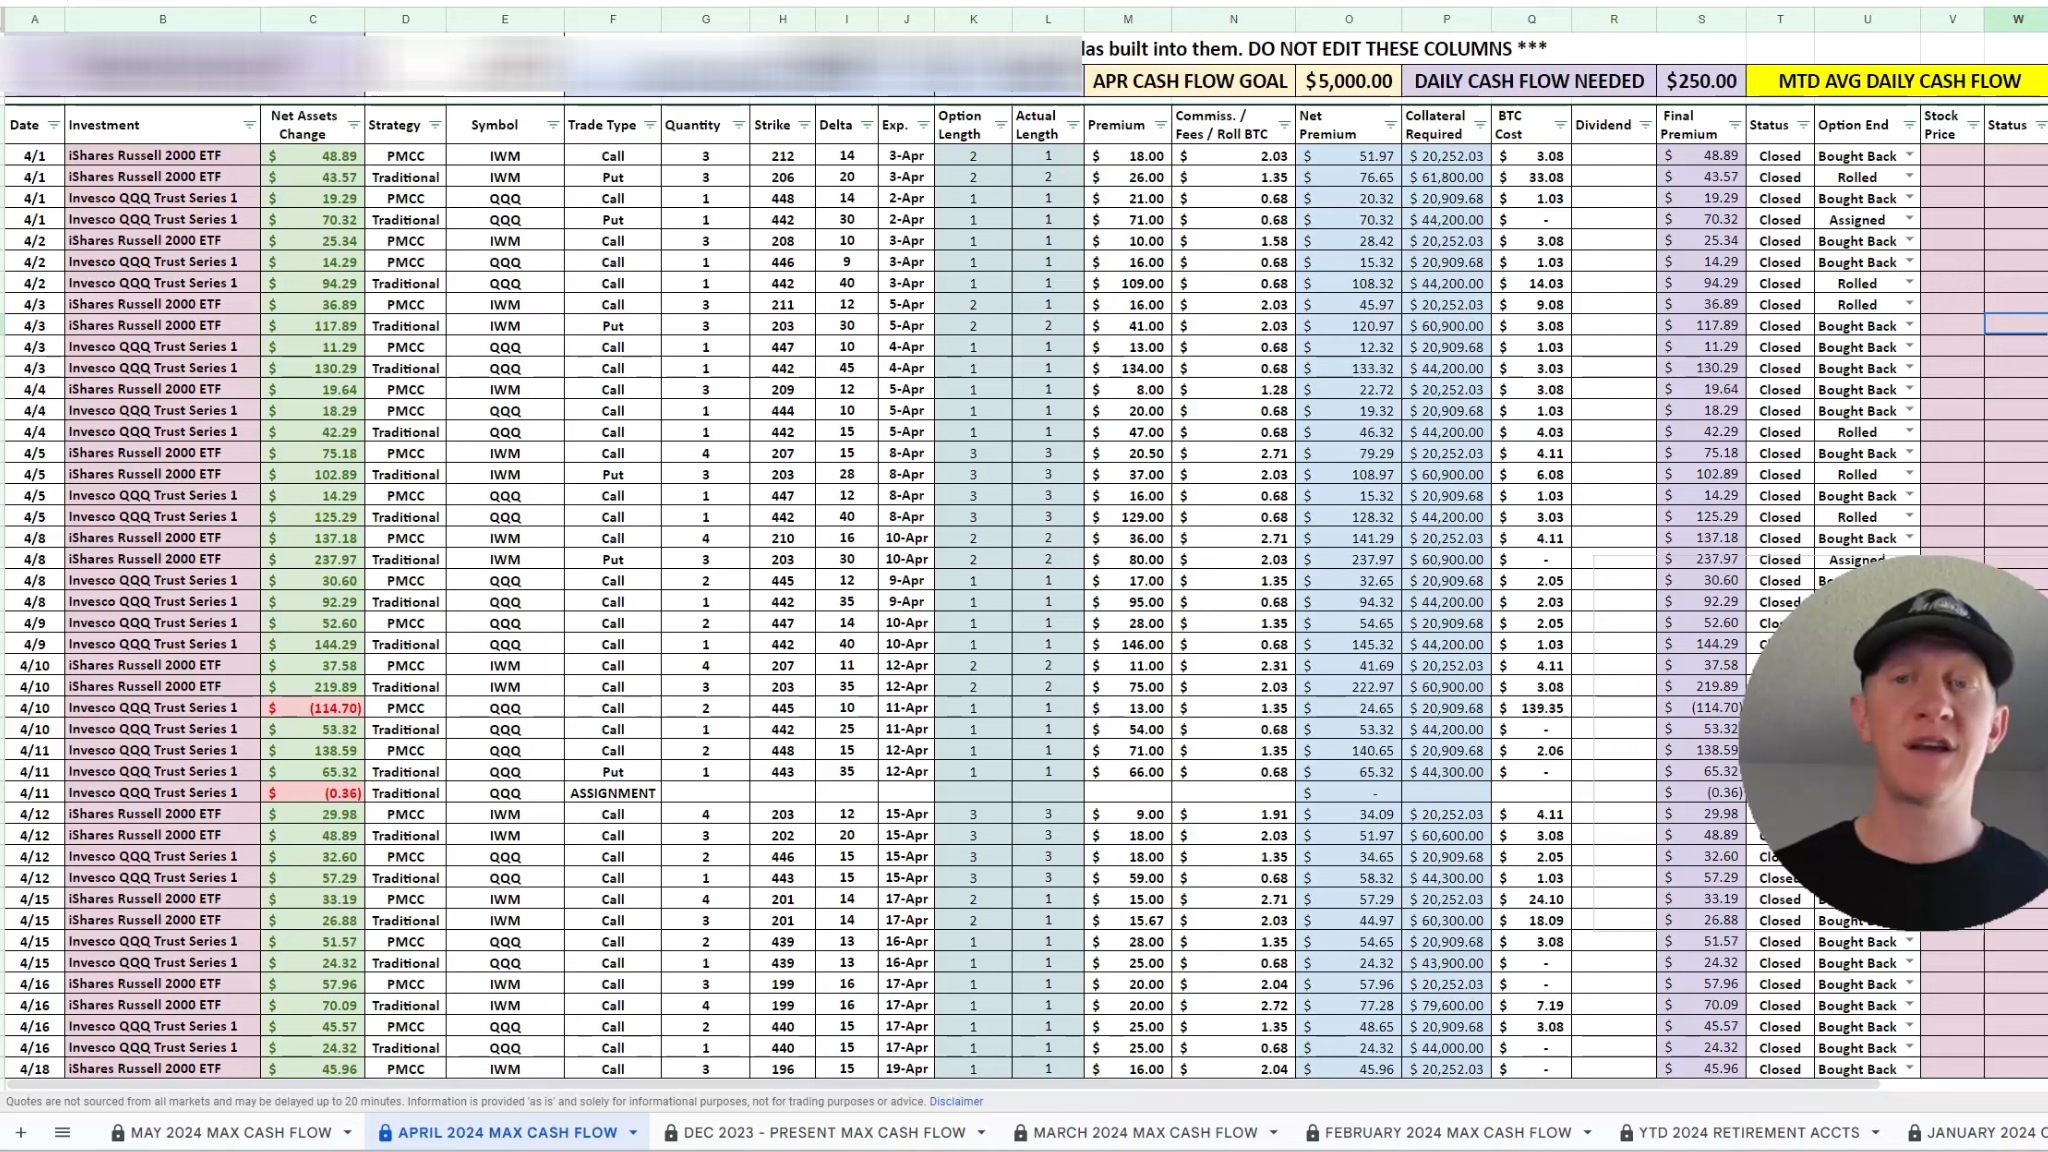 A B C D E F G H I J K L M N O P Q R S T U V W
las built into them. DO NOT EDIT THESE COLUMNS ***
APR CASH FLOW GOAL $5,000.00 DAILY CASH FLOW NEEDED $250.00 MTD AVG DAILY CASH FLOW
Date Investment Net Assets Change Strategy Symbol Trade Type Quantity Strike Delta Exp. Option Length Actual Length Premium Commiss. / Fees / Roll BTC Net Premium Collateral Required BTC Cost Dividend Final Premium Status Option End Stock Price Status
4/1 iShares Russell 2000 ETF $ 48.89 PMCC IWM Call 3 212 14 3-Apr 2 1 $ 18.00 $ 2.03 $ 51.97 $ 20,252.03 $ 3.08 $ 48.89 Closed Bought Back
4/1 iShares Russell 2000 ETF $ 43.57 Traditional IWM Put 3 206 20 3-Apr 2 2 $ 26.00 $ 1.35 $ 76.65 $ 61,800.00 $ 33.08 $ 43.57 Closed Rolled
4/1 Invesco QQQ Trust Series 1 $ 19.29 PMCC QQQ Call 1 448 14 2-Apr 1 1 $ 21.00 $ 0.68 $ 20.32 $ 20,909.68 $ 1.03 $ 19.29 Closed Bought Back
4/1 Invesco QQQ Trust Series 1 $ 70.32 Traditional QQQ Put 1 442 30 2-Apr 1 1 $ 71.00 $ 0.68 $ 70.32 $ 44,200.00 $ - $ 70.32 Closed Assigned
4/2 iShares Russell 2000 ETF $ 25.34 PMCC IWM Call 3 208 10 3-Apr 1 1 $ 10.00 $ 1.58 $ 28.42 $ 20,252.03 $ 3.08 $ 25.34 Closed Bought Back
4/2 Invesco QQQ Trust Series 1 $ 14.29 PMCC QQQ Call 1 446 9 3-Apr 1 1 $ 16.00 $ 0.68 $ 15.32 $ 20,909.68 $ 1.03 $ 14.29 Closed Bought Back
4/2 Invesco QQQ Trust Series 1 $ 94.29 Traditional QQQ Call 1 442 40 3-Apr 1 1 $ 109.00 $ 0.68 $ 108.32 $ 44,200.00 $ 14.03 $ 94.29 Closed Rolled
4/3 iShares Russell 2000 ETF $ 36.89 PMCC IWM Call 3 211 12 5-Apr 2 1 $ 16.00 $ 2.03 $ 45.97 $ 20,252.03 $ 9.08 $ 36.89 Closed Rolled
4/3 iShares Russell 2000 ETF $ 117.89 Traditional IWM Put 3 203 30 5-Apr 2 2 $ 41.00 $ 2.03 $ 120.97 $ 60,900.00 $ 3.08 $ 117.89 Closed Bought Back
4/3 Invesco QQQ Trust Series 1 $ 11.29 PMCC QQQ Call 1 447 10 4-Apr 1 1 $ 13.00 $ 0.68 $ 12.32 $ 20,909.68 $ 1.03 $ 11.29 Closed Bought Back
4/3 Invesco QQQ Trust Series 1 $ 130.29 Traditional QQQ Call 1 442 45 4-Apr 1 1 $ 134.00 $ 0.68 $ 133.32 $ 44,200.00 $ 3.03 $ 130.29 Closed Bought Back
4/4 iShares Russell 2000 ETF $ 19.64 PMCC IWM Call 3 209 12 5-Apr 1 1 $ 8.00 $ 1.28 $ 22.72 $ 20,252.03 $ 3.08 $ 19.64 Closed Bought Back
4/4 Invesco QQQ Trust Series 1 $ 18.29 PMCC QQQ Call 1 444 10 5-Apr 1 1 $ 20.00 $ 0.68 $ 19.32 $ 20,909.68 $ 1.03 $ 18.29 Closed Bought Back
4/4 Invesco QQQ Trust Series 1 $ 42.29 Traditional QQQ Call 1 442 15 5-Apr 1 1 $ 47.00 $ 0.68 $ 46.32 $ 44,200.00 $ 4.03 $ 42.29 Closed Rolled
4/5 iShares Russell 2000 ETF $ 75.18 PMCC IWM Call 4 207 15 8-Apr 3 3 $ 20.50 $ 2.71 $ 79.29 $ 20,252.03 $ 4.11 $ 75.18 Closed Bought Back
4/5 iShares Russell 2000 ETF $ 102.89 Traditional IWM Put 3 203 28 8-Apr 3 3 $ 37.00 $ 2.03 $ 108.97 $ 60,900.00 $ 6.08 $ 102.89 Closed Rolled
4/5 Invesco QQQ Trust Series 1 $ 14.29 PMCC QQQ Call 1 447 12 8-Apr 3 3 $ 16.00 $ 0.68 $ 15.32 $ 20,909.68 $ 1.03 $ 14.29 Closed Bought Back
4/5 Invesco QQQ Trust Series 1 $ 125.29 Traditional QQQ Call 1 442 40 8-Apr 3 3 $ 129.00 $ 0.68 $ 128.32 $ 44,200.00 $ 3.03 $ 125.29 Closed Rolled
4/8 iShares Russell 2000 ETF $ 137.18 PMCC IWM Call 4 210 16 10-Apr 2 2 $ 36.00 $ 2.71 $ 141.29 $ 20,252.03 $ 4.11 $ 137.18 Closed Bought Back
4/8 iShares Russell 2000 ETF $ 237.97 Traditional IWM Put 3 203 30 10-Apr 2 2 $ 80.00 $ 2.03 $ 237.97 $ 60,900.00 $ - $ 237.97 Closed Assigned
4/8 Invesco QQQ Trust Series 1 $ 30.60 PMCC QQQ Call 2 445 12 9-Apr 1 1 $ 17.00 $ 1.35 $ 32.65 $ 20,909.68 $ 2.05 $ 30.60 Closed
4/8 Invesco QQQ Trust Series 1 $ 92.29 Traditional QQQ Call 1 442 35 9-Apr 1 1 $ 95.00 $ 0.68 $ 94.32 $ 44,200.00 $ 2.03 $ 92.29 Closed
4/9 Invesco QQQ Trust Series 1 $ 52.60 PMCC QQQ Call 2 447 14 10-Apr 1 1 $ 28.00 $ 1.35 $ 54.65 $ 20,909.68 $ 2.05 $ 52.60
4/9 Invesco QQQ Trust Series 1 $ 144.29 Traditional QQQ Call 1 442 40 10-Apr 1 1 $ 146.00 $ 0.68 $ 145.32 $ 44,200.00 $ 1.03 $ 144.29
4/10 iShares Russell 2000 ETF $ 37.58 PMCC IWM Call 4 207 11 12-Apr 2 2 $ 11.00 $ 2.31 $ 41.69 $ 20,252.03 $ 4.11 $ 37.58
4/10 iShares Russell 2000 ETF $ 219.89 Traditional IWM Call 3 203 35 12-Apr 2 2 $ 75.00 $ 2.03 $ 222.97 $ 60,900.00 $ 3.08 $ 219.89
4/10 Invesco QQQ Trust Series 1 $ (114.70) PMCC QQQ Call 2 445 10 11-Apr 1 1 $ 13.00 $ 1.35 $ 24.65 $ 20,909.68 $ 139.35 $ (114.70)
4/10 Invesco QQQ Trust Series 1 $ 53.32 Traditional QQQ Call 1 442 25 11-Apr 1 1 $ 54.00 $ 0.68 $ 53.32 $ 44,200.00 $ - $ 53.32
4/11 Invesco QQQ Trust Series 1 $ 138.59 PMCC QQQ Call 2 448 15 12-Apr 1 1 $ 71.00 $ 1.35 $ 140.65 $ 20,909.68 $ 2.06 $ 138.59
4/11 Invesco QQQ Trust Series 1 $ 65.32 Traditional QQQ Put 1 443 35 12-Apr 1 1 $ 66.00 $ 0.68 $ 65.32 $ 44,300.00 $ - $ 65.32
4/11 Invesco QQQ Trust Series 1 $ (0.36) Traditional QQQ ASSIGNMENT $ - $ (0.36)
4/12 iShares Russell 2000 ETF $ 29.98 PMCC IWM Call 4 203 12 15-Apr 3 3 $ 9.00 $ 1.91 $ 34.09 $ 20,252.03 $ 4.11 $ 29.98
4/12 iShares Russell 2000 ETF $ 48.89 Traditional IWM Call 3 202 20 15-Apr 3 3 $ 18.00 $ 2.03 $ 51.97 $ 60,600.00 $ 3.08 $ 48.89
4/12 Invesco QQQ Trust Series 1 $ 32.60 PMCC QQQ Call 2 446 15 15-Apr 3 3 $ 18.00 $ 1.35 $ 34.65 $ 20,909.68 $ 2.05 $ 32.60
4/12 Invesco QQQ Trust Series 1 $ 57.29 Traditional QQQ Call 1 443 15 15-Apr 3 3 $ 59.00 $ 0.68 $ 58.32 $ 44,300.00 $ 1.03 $ 57.29
4/15 iShares Russell 2000 ETF $ 33.19 PMCC IWM Call 4 201 14 17-Apr 2 1 $ 15.00 $ 2.71 $ 57.29 $ 20,252.03 $ 24.10 $ 33.19 Closed
4/15 iShares Russell 2000 ETF $ 26.88 Traditional IWM Call 3 201 14 17-Apr 2 1 $ 15.67 $ 2.03 $ 44.97 $ 60,300.00 $ 18.09 $ 26.88 Closed Bought
4/15 Invesco QQQ Trust Series 1 $ 51.57 PMCC QQQ Call 2 439 13 16-Apr 1 1 $ 28.00 $ 1.35 $ 54.65 $ 20,909.68 $ 3.08 $ 51.57 Closed Bought Back
4/15 Invesco QQQ Trust Series 1 $ 24.32 Traditional QQQ Call 1 439 13 16-Apr 1 1 $ 25.00 $ 0.68 $ 24.32 $ 43,900.00 $ - $ 24.32 Closed Bought Back
4/16 iShares Russell 2000 ETF $ 57.96 PMCC IWM Call 3 199 16 17-Apr 1 1 $ 20.00 $ 2.04 $ 57.96 $ 20,252.03 $ - $ 57.96 Closed Bought Back
4/16 iShares Russell 2000 ETF $ 70.09 Traditional IWM Call 4 199 16 17-Apr 1 1 $ 20.00 $ 2.72 $ 77.28 $ 79,600.00 $ 7.19 $ 70.09 Closed Bought Back
4/16 Invesco QQQ Trust Series 1 $ 45.57 PMCC QQQ Call 2 440 15 17-Apr 1 1 $ 25.00 $ 1.35 $ 48.65 $ 20,909.68 $ 3.08 $ 45.57 Closed Bought Back
4/16 Invesco QQQ Trust Series 1 $ 24.32 Traditional QQQ Call 1 440 15 17-Apr 1 1 $ 25.00 $ 0.68 $ 24.32 $ 44,000.00 $ - $ 24.32 Closed Bought Back
4/18 iShares Russell 2000 ETF $ 45.96 PMCC IWM Call 3 196 15 19-Apr 1 1 $ 16.00 $ 2.04 $ 45.96 $ 20,252.03 $ - $ 45.96 Closed Bought Back
Quotes are not sourced from all markets and may be delayed up to 20 minutes. Information is provided 'as is' and solely for informational purposes, not for trading purposes or advice. Disclaimer
+ MAY 2024 MAX CASH FLOW APRIL 2024 MAX CASH FLOW DEC 2023 - PRESENT MAX CASH FLOW MARCH 2024 MAX CASH FLOW FEBRUARY 2024 MAX CASH FLOW YTD 2024 RETIREMENT ACCTS JANUARY 2024 C